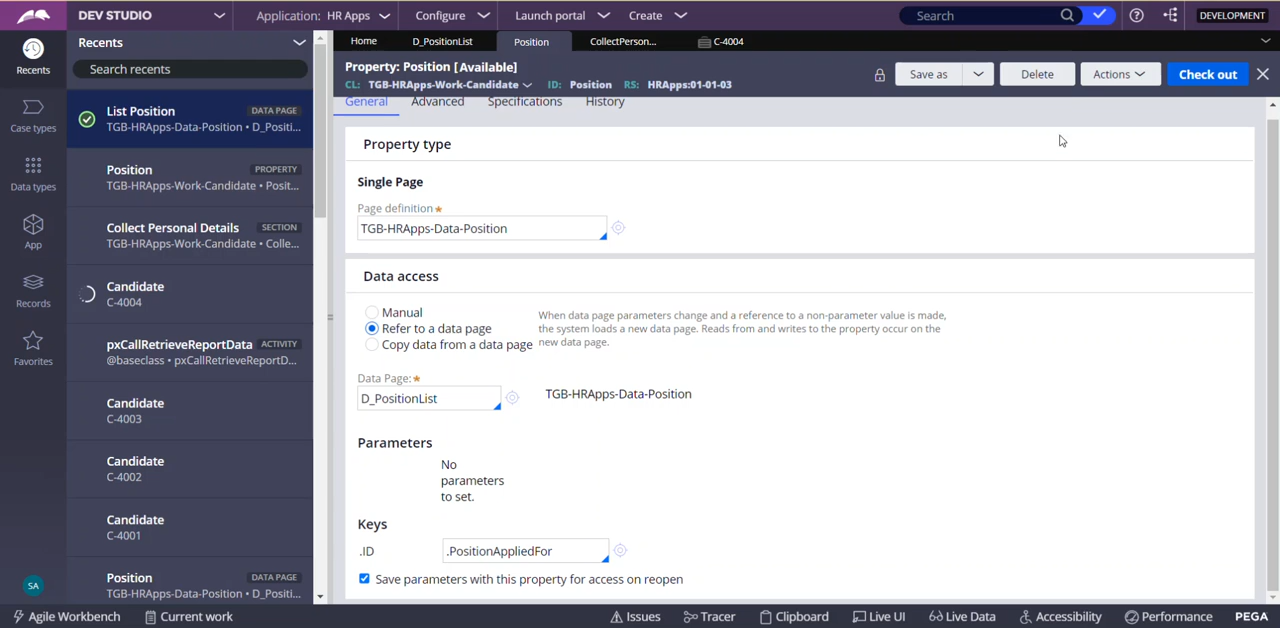 DEV STUDIO
Application: HR Apps
Configure
Launch portal
Create
Search
DEVELOPMENT
Recents
Case types
Data types
App
Records
Favorites
SA
Recents
Search recents
List Position DATA PAGE
TGB-HRApps-Data-Position • D_Positi...
Position PROPERTY
TGB-HRApps-Work-Candidate • Posit...
Collect Personal Details SECTION
TGB-HRApps-Work-Candidate • Colle...
Candidate
C-4004
pxCallRetrieveReportData ACTIVITY
@baseclass • pxCallRetrieveReportD...
Candidate
C-4003
Candidate
C-4002
Candidate
C-4001
Position DATA PAGE
TGB-HRApps-Data-Position • D_Positi...
Home D_PositionList Position CollectPerson... C-4004
Property: Position [Available]
CL: TGB-HRApps-Work-Candidate ID: Position RS: HRApps:01-01-03
Save as Delete Actions Check out
General Advanced Specifications History
Property type
Single Page
Page definition★
TGB-HRApps-Data-Position
Data access
Manual
Refer to a data page
Copy data from a data page
When data page parameters change and a reference to a non-parameter value is made,
the system loads a new data page. Reads from and writes to the property occur on the
new data page.
Data Page:★
D_PositionList TGB-HRApps-Data-Position
Parameters
No
parameters
to set.
Keys
.ID .PositionAppliedFor
Save parameters with this property for access on reopen
Agile Workbench Current work Issues Tracer Clipboard Live UI Live Data Accessibility Performance PEGA